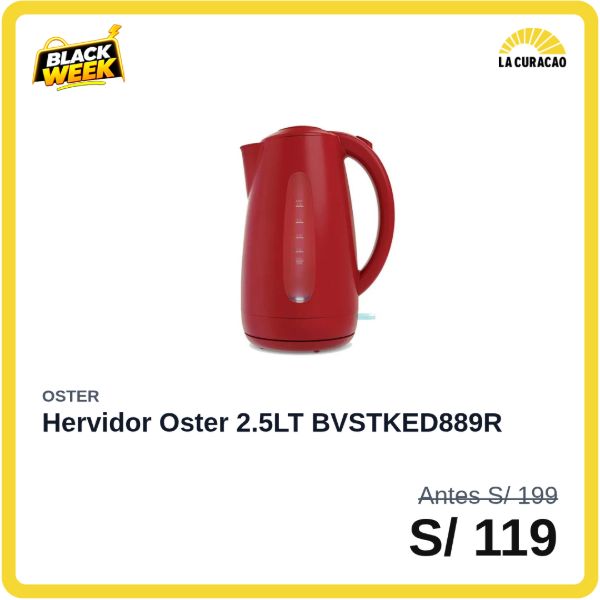 BLACK
WEEK
LA CURACAO
OSTER
Hervidor Oster 2.5LT BVSTKED889R
Antes S/ 199
S/ 119